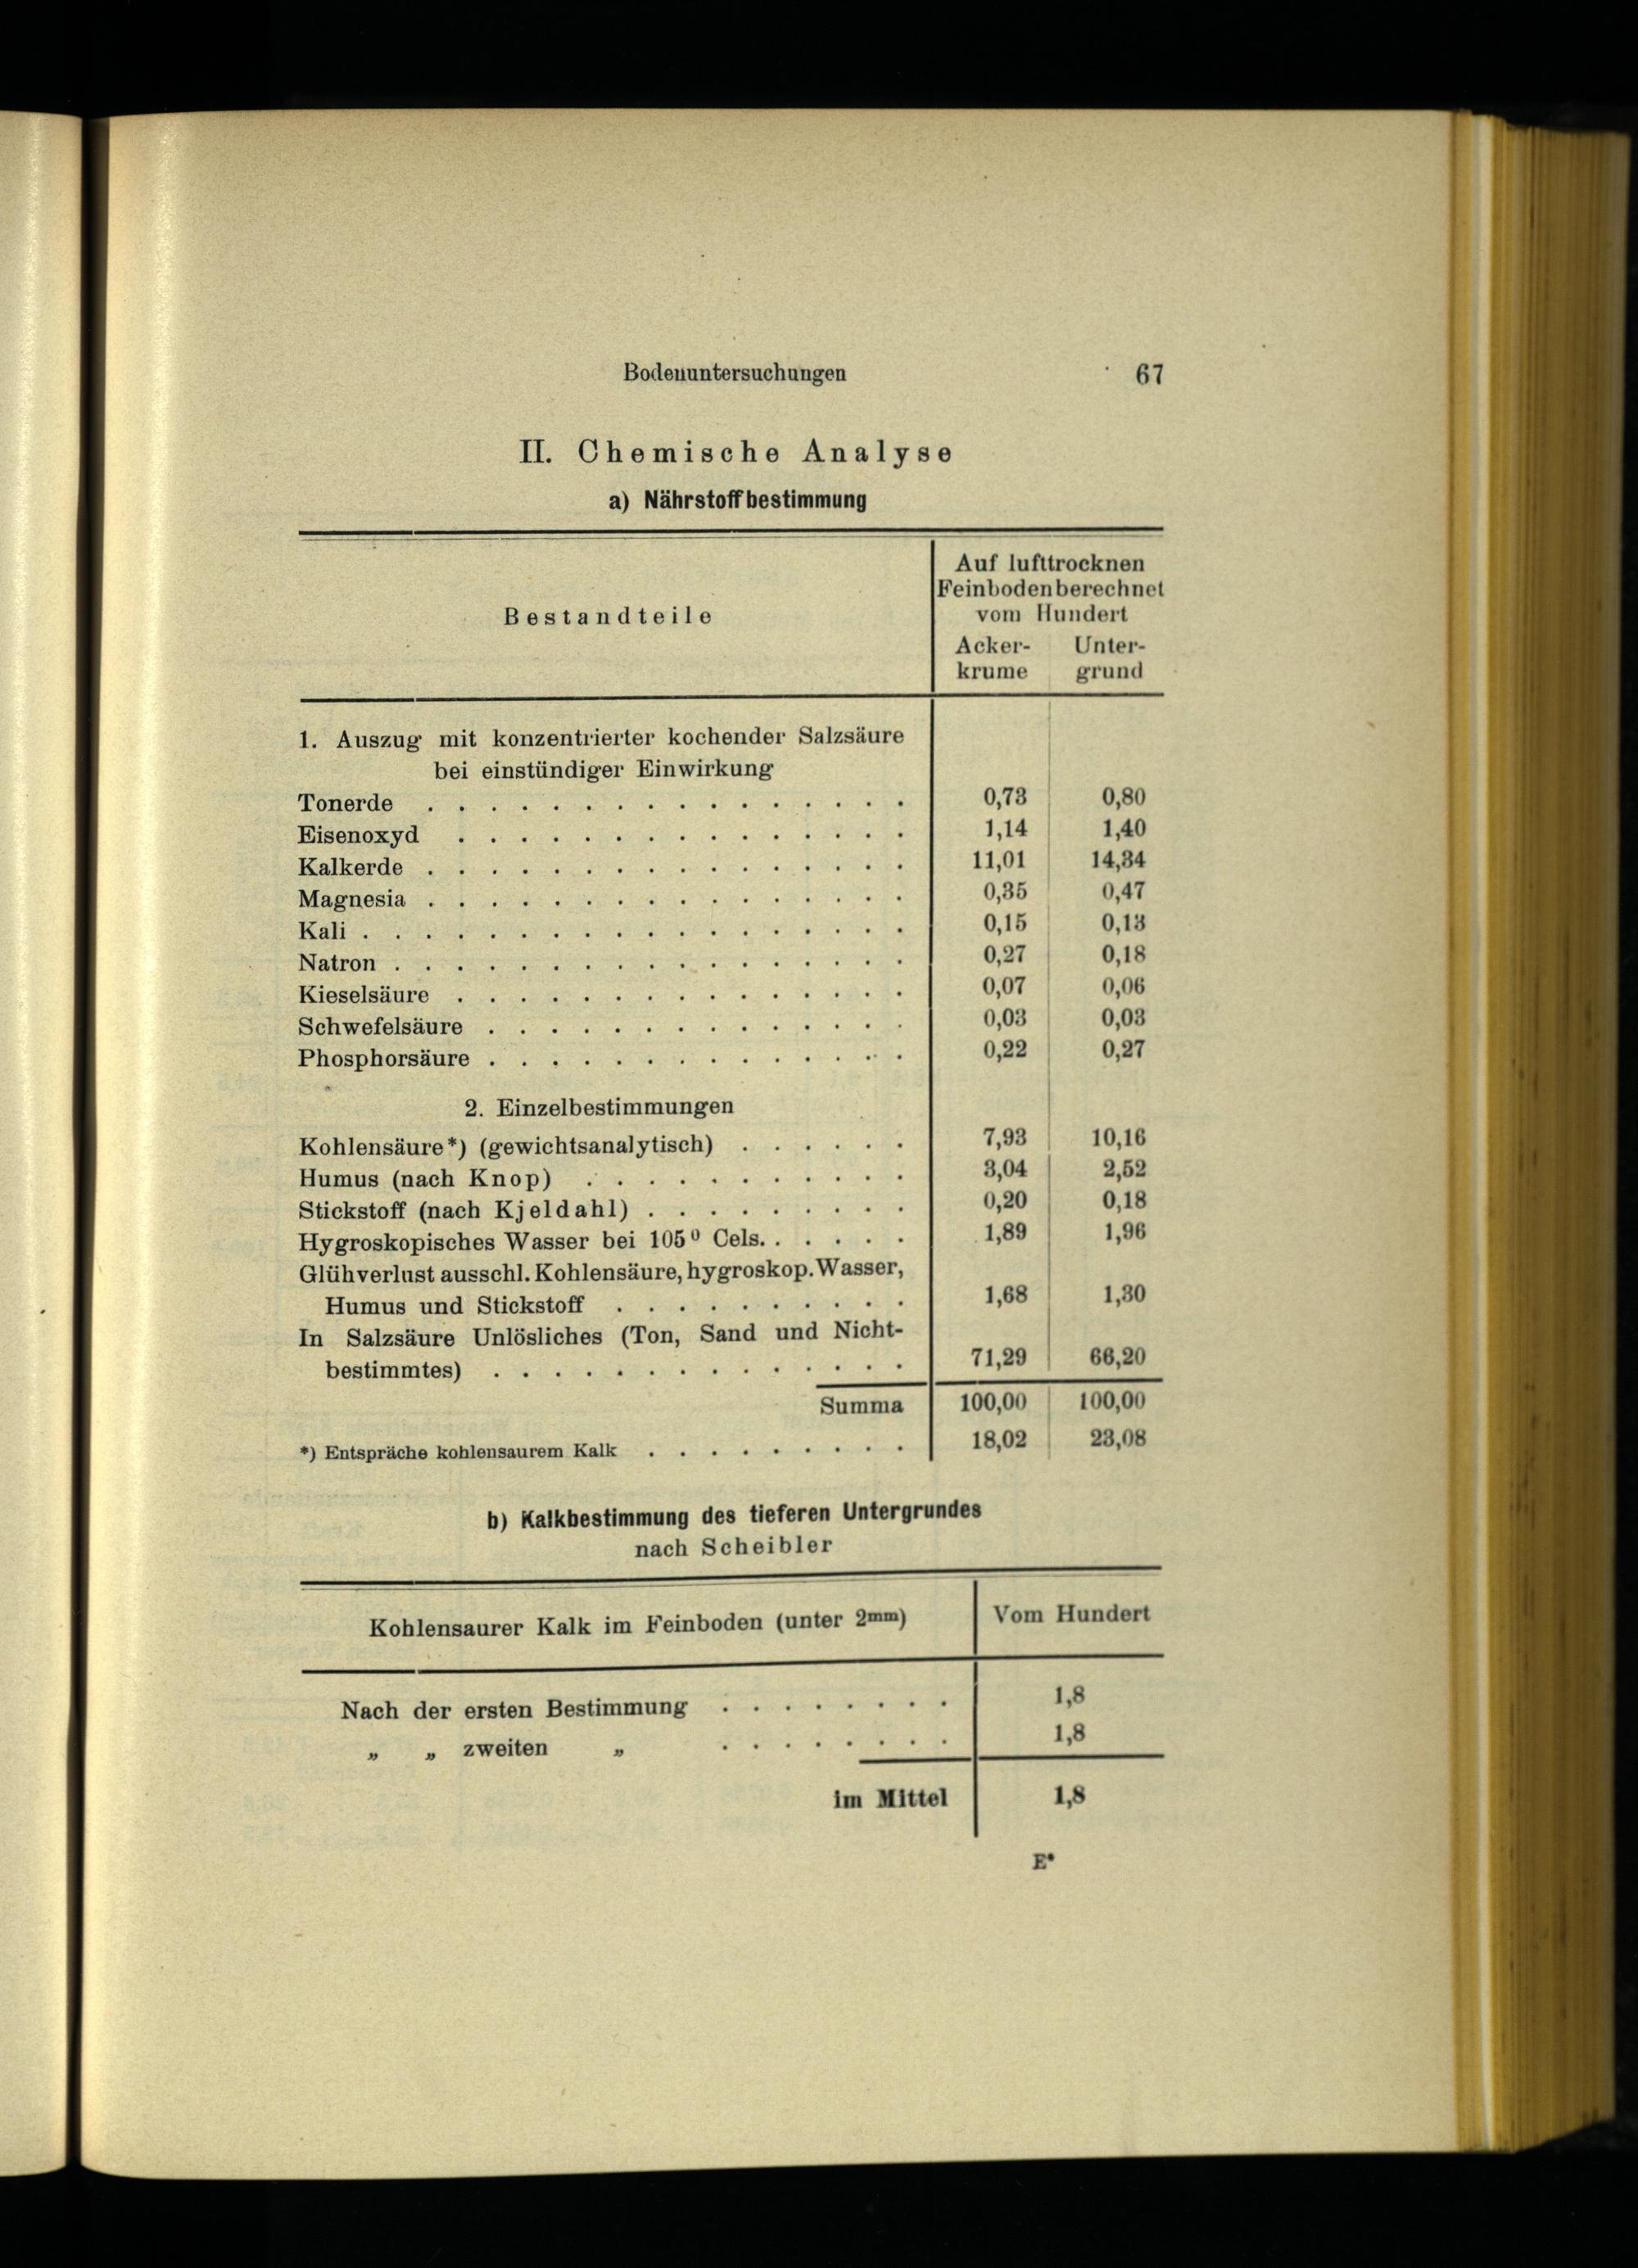 Bodenuntersuchungen 67
II. Chemische Analyse
a) Nährstoffbestimmung
Bestandteile
Auf lufttrocknen
Feinboden berechnet
vom Hundert
Acker- Unter-
krume grund
1. Auszug mit konzentrierter kochender Salzsäure
bei einstündiger Einwirkung
Tonerde . . . . . . . . . . . . . . . . 0,73 0,80
Eisenoxyd . . . . . . . . . . . . . . . 1,14 1,40
Kalkerde . . . . . . . . . . . . . . . . 11,01 14,34
Magnesia . . . . . . . . . . . . . . . . 0,35 0,47
Kali . . . . . . . . . . . . . . . . . . 0,15 0,13
Natron . . . . . . . . . . . . . . . . . 0,27 0,18
Kieselsäure . . . . . . . . . . . . . . . 0,07 0,06
Schwefelsäure . . . . . . . . . . . . . . 0,03 0,03
Phosphorsäure . . . . . . . . . . . . . . 0,22 0,27
2. Einzelbestimmungen
Kohlensäure*) (gewichtsanalytisch) . . . . . . 7,93 10,16
Humus (nach Knop) . . . . . . . . . . . 3,04 2,52
Stickstoff (nach Kjeldahl) . . . . . . . . . 0,20 0,18
Hygroskopisches Wasser bei 105⁰ Cels. . . . . . 1,89 1,96
Glühverlust ausschl. Kohlensäure, hygroskop. Wasser,
Humus und Stickstoff . . . . . . . . . . 1,68 1,30
In Salzsäure Unlösliches (Ton, Sand und Nicht-
bestimmtes) . . . . . . . . . . . . . . 71,29 66,20
Summa 100,00 100,00
*) Entspräche kohlensaurem Kalk . . . . . . . . . 18,02 23,08
b) Kalkbestimmung des tieferen Untergrundes
nach Scheibler
Kohlensaurer Kalk im Feinboden (unter 2mm) Vom Hundert
Nach der ersten Bestimmung . . . . . . . . 1,8
„ „ zweiten „ . . . . . . . . 1,8
im Mittel 1,8
E*